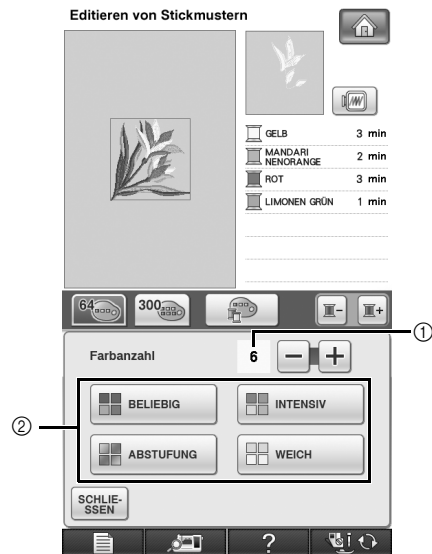 Editieren von Stickmustern
GELB 3 min
MANDARI
NENORANGE 2 min
ROT 3 min
LIMONEN GRÜN 1 min
64 300
① 
Farbanzahl 6 − +
②
BELIEBIG INTENSIV
ABSTUFUNG WEICH
SCHLIE-
SSEN
?